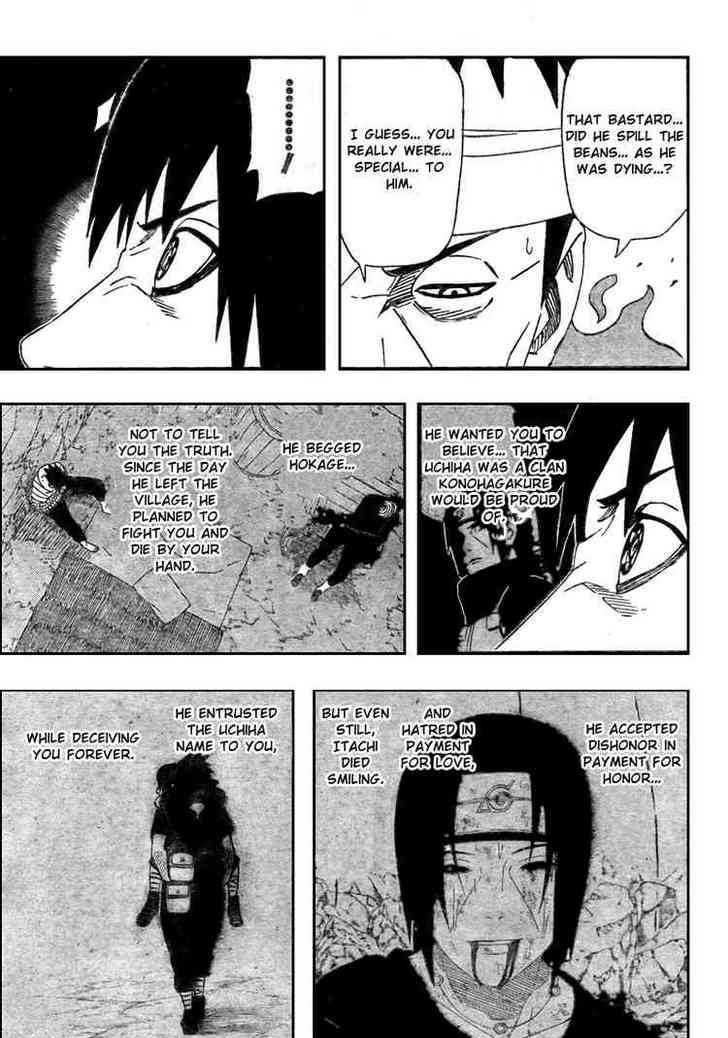 THAT BASTARD...
DID HE SPILL THE
BEANS... AS HE
WAS DYING...?
I GUESS... YOU
REALLY WERE...
SPECIAL... TO
HIM.
HE WANTED YOU TO
BELIEVE... THAT
UCHIHA WAS A CLAN
KONOHAGAKURE
WOULD BE PROUD
OF,
HE BEGGED
HOKAGE...
NOT TO TELL
YOU THE TRUTH.
SINCE THE DAY
HE LEFT THE
VILLAGE, HE
PLANNED TO
FIGHT YOU AND
DIE BY YOUR
HAND.
HE ACCEPTED
DISHONOR IN
PAYMENT FOR
HONOR...
AND
HATRED IN
PAYMENT
FOR LOVE,
BUT EVEN
STILL,
ITACHI
DIED
SMILING.
HE ENTRUSTED
THE UCHIHA
NAME TO YOU,
WHILE DECEIVING
YOU FOREVER.